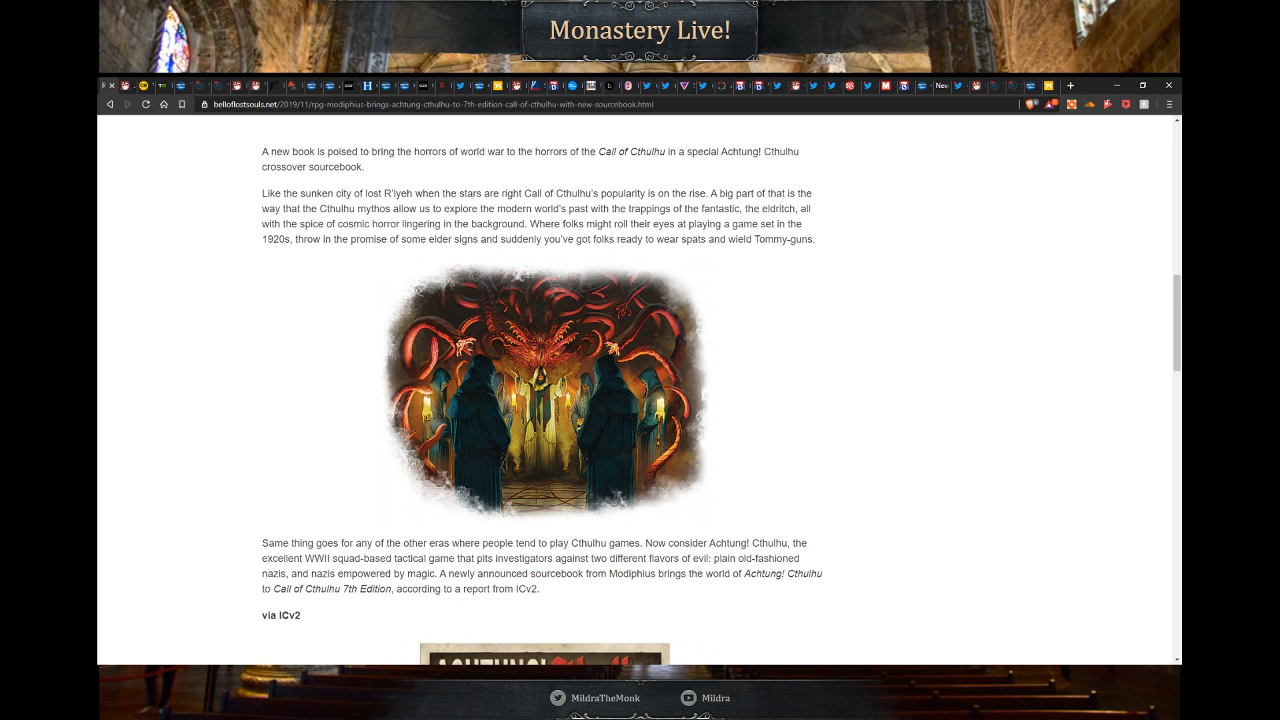 Monastery Live!
belloflostsouls.net/2019/11/rpg-modiphius-brings-achtung-cthulhu-to-7th-edition-call-of-cthulhu-with-new-sourcebook.html
A new book is poised to bring the horrors of world war to the horrors of the Call of Cthulhu in a special Achtung! Cthulhu
crossover sourcebook.
Like the sunken city of lost R'lyeh when the stars are right Call of Cthulhu's popularity is on the rise. A big part of that is the
way that the Cthulhu mythos allow us to explore the modern world's past with the trappings of the fantastic, the eldritch, all
with the spice of cosmic horror lingering in the background. Where folks might roll their eyes at playing a game set in the
1920s, throw in the promise of some elder signs and suddenly you've got folks ready to wear spats and wield Tommy-guns.
Same thing goes for any of the other eras where people tend to play Cthulhu games. Now consider Achtung! Cthulhu, the
excellent WWII squad-based tactical game that pits investigators against two different flavors of evil: plain old-fashioned
nazis, and nazis empowered by magic. A newly announced sourcebook from Modiphius brings the world of Achtung! Cthulhu
to Call of Cthulhu 7th Edition, according to a report from ICv2.
via ICv2
MildraTheMonk
Mildra